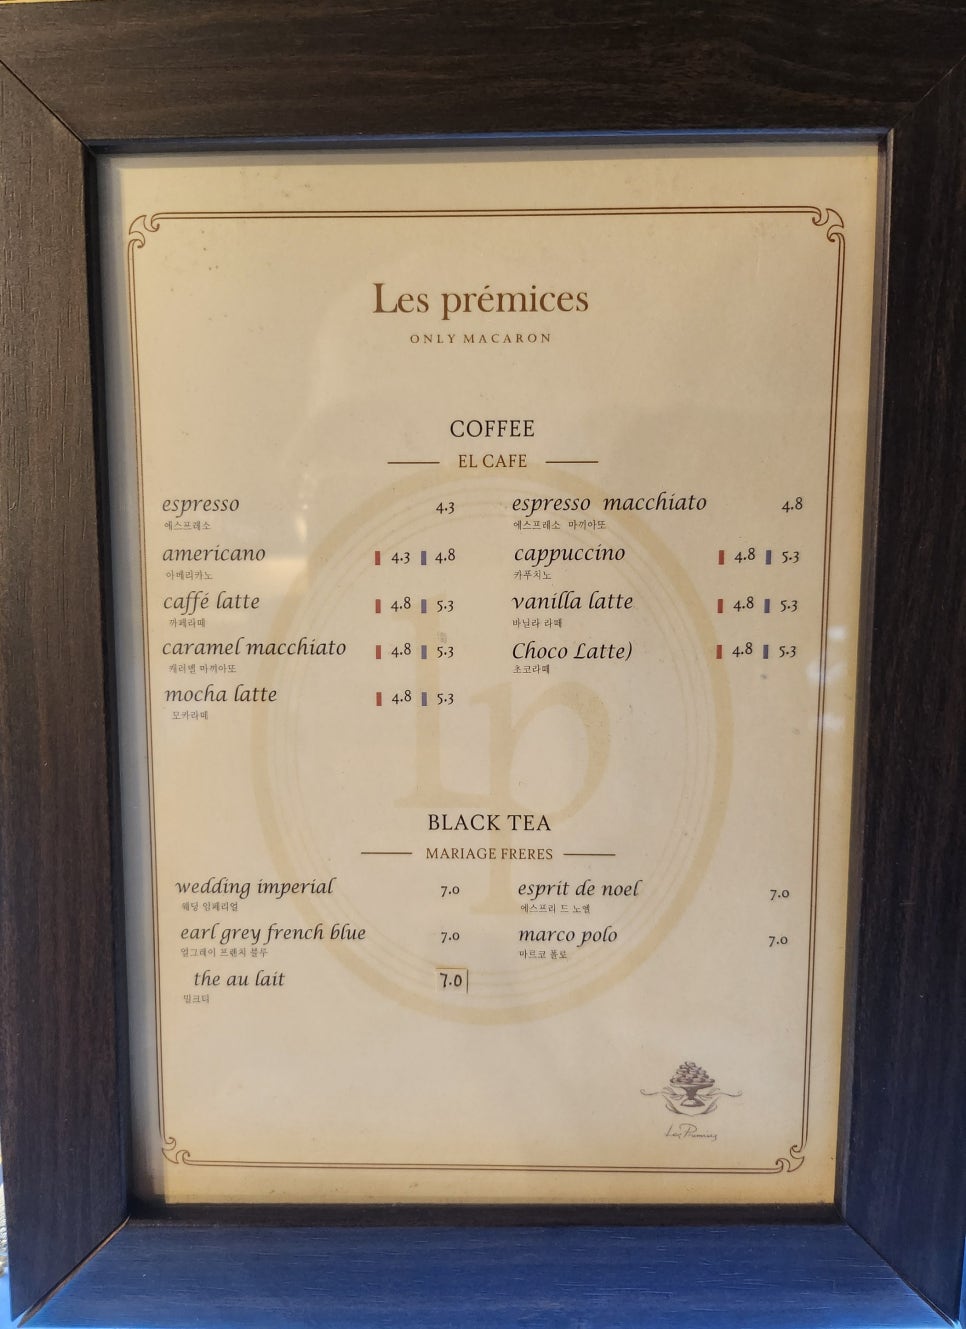 Les prémices
ONLY MACARON
COFFEE
EL CAFE
espresso 4.3
에스프레소
americano 4.3 4.8
아메리카노
caffé latte 4.8 5.3
까페라떼
caramel macchiato 4.8 5.3
캐러멜 마끼아또
mocha latte 4.8 5.3
모카라떼
espresso macchiato 4.8
에스프레소 마끼아또
cappuccino 4.8 5.3
카푸치노
vanilla latte 4.8 5.3
바닐라 라떼
Choco Latte) 4.8 5.3
초코라떼
lp
BLACK TEA
MARIAGE FRERES
wedding imperial 7.0
웨딩 임페리얼
earl grey french blue 7.0
얼그레이 프렌치 블루
the au lait 7.0
밀크티
esprit de noel 7.0
에스프리 드 노엘
marco polo 7.0
마르코 폴로
Les Prémices